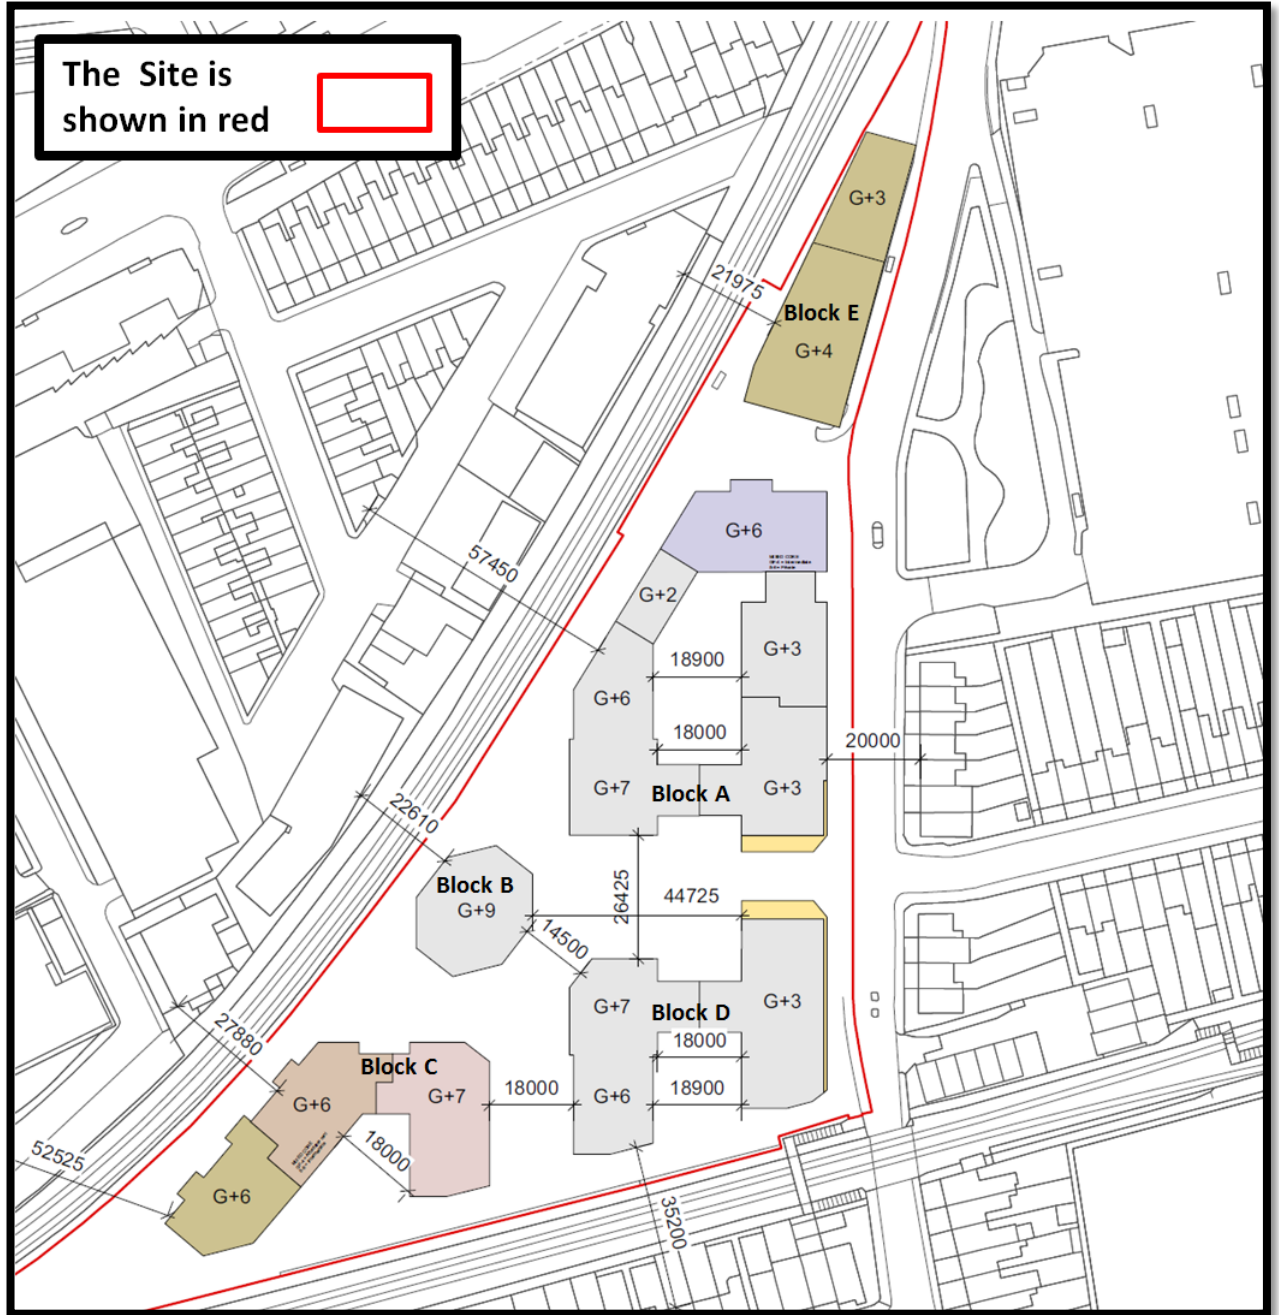 The Site is
shown in red
G+3
21975
Block E
G+4
G+6
57450
G+2
18900
G+3
G+6
18000
20000
G+7
Block A
G+3
22610
Block B
G+9
26425
44725
14500
G+7
Block D
G+3
27880
18000
Block C
G+6
G+7
18000
G+6
18900
18000
52525
G+6
35200